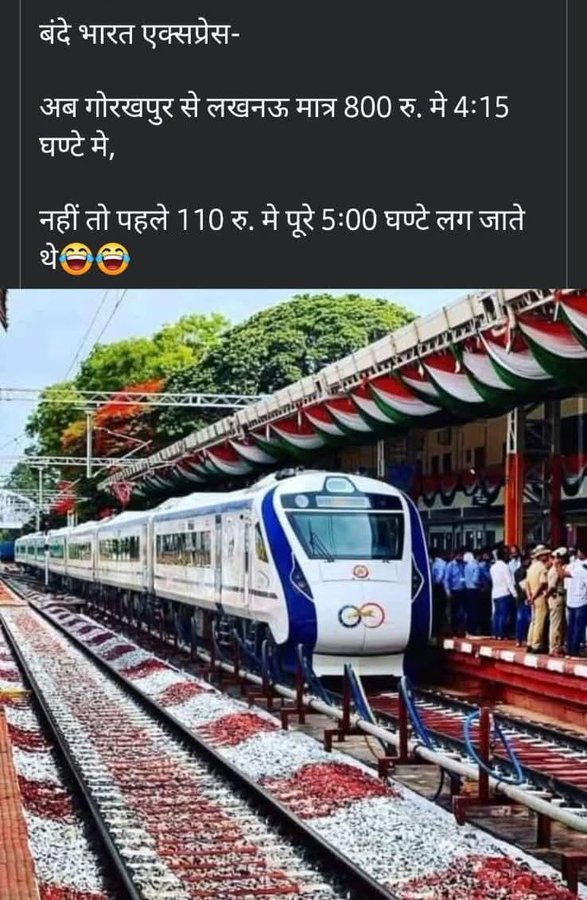 बंदे भारत एक्सप्रेस-
अब गोरखपुर से लखनऊ मात्र 800 रु. मे 4:15
घण्टे मे,
नहीं तो पहले 110 रु. मे पूरे 5:00 घण्टे लग जाते
थे😂😂